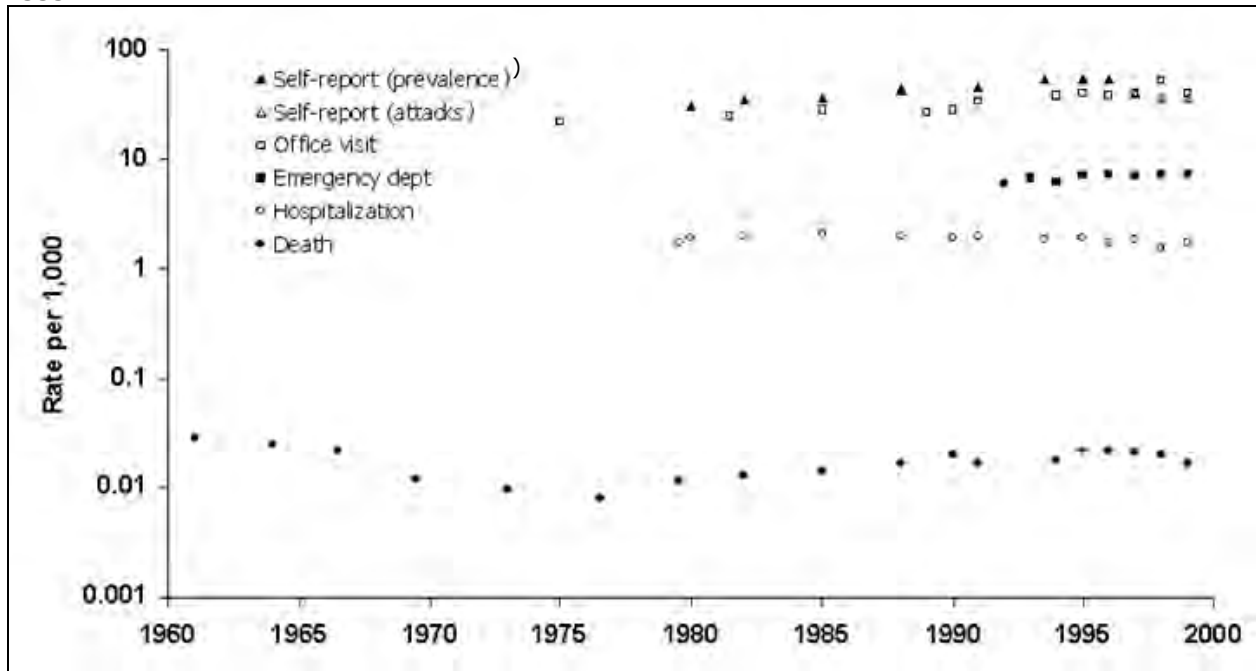 100
▲ Self-report (prevalence))
△ Self-report (attacks)
□ Office visit
■ Emergency dept
○ Hospitalization
● Death
10
1
0.1
0.01
0.001
Rate per 1,000
1960 1965 1970 1975 1980 1985 1990 1995 2000